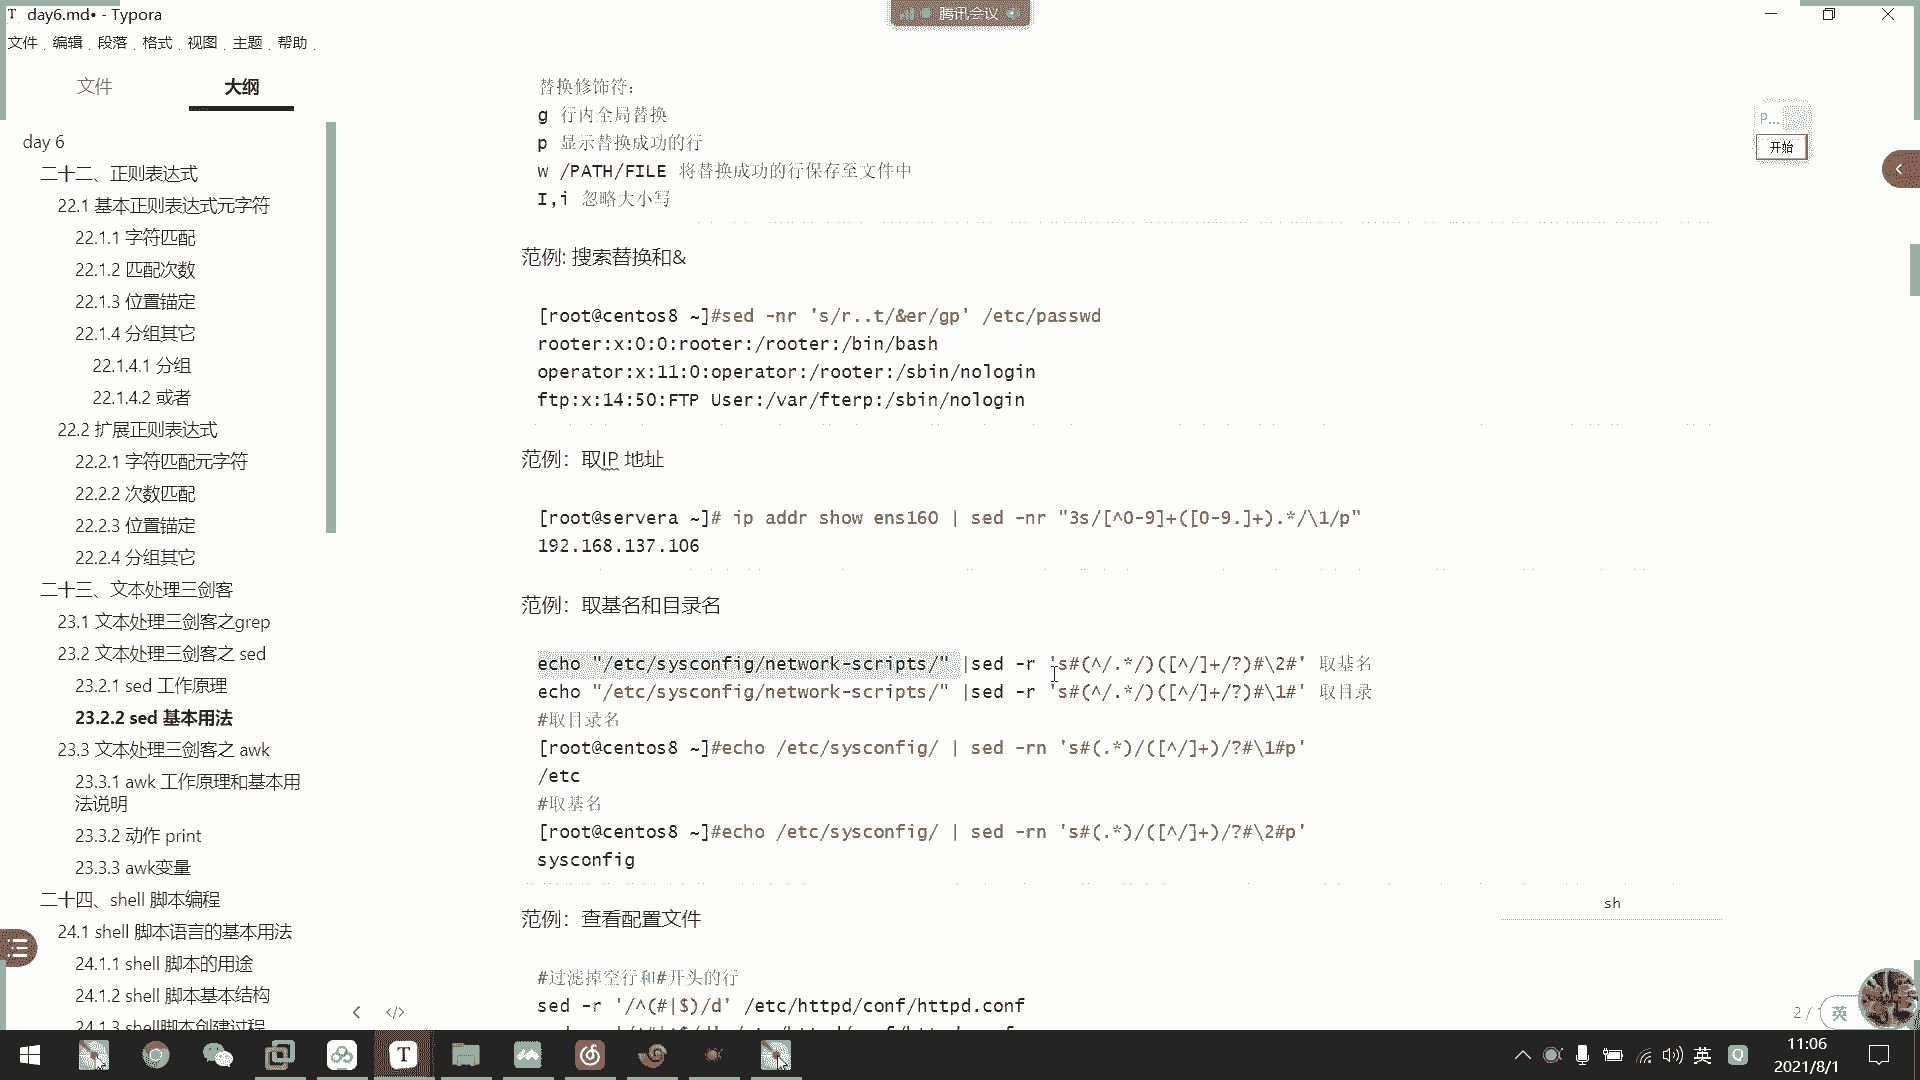 T day6.md• - Typora
腾讯会议
文件 编辑 段落 格式 视图 主题 帮助
文件 大纲
day 6
二十二、正则表达式
22.1 基本正则表达式元字符
22.1.1 字符匹配
22.1.2 匹配次数
22.1.3 位置锚定
22.1.4 分组其它
22.1.4.1 分组
22.1.4.2 或者
22.2 扩展正则表达式
22.2.1 字符匹配元字符
22.2.2 次数匹配
22.2.3 位置锚定
22.2.4 分组其它
二十三、文本处理三剑客
23.1 文本处理三剑客之grep
23.2 文本处理三剑客之 sed
23.2.1 sed 工作原理
23.2.2 sed 基本用法
23.3 文本处理三剑客之 awk
23.3.1 awk 工作原理和基本用
法说明
23.3.2 动作 print
23.3.3 awk变量
二十四、shell 脚本编程
24.1 shell 脚本语言的基本用法
24.1.1 shell 脚本的用途
24.1.2 shell 脚本基本结构
24.1.3 shell脚本创建过程
替换修饰符：
g 行内全局替换
p 显示替换成功的行
w /PATH/FILE 将替换成功的行保存至文件中
I,i 忽略大小写
范例: 搜索替换和&
[root@centos8 ~]#sed -nr 's/r..t/&er/gp' /etc/passwd
rooter:x:0:0:rooter:/rooter:/bin/bash
operator:x:11:0:operator:/rooter:/sbin/nologin
ftp:x:14:50:FTP User:/var/fterp:/sbin/nologin
范例：取IP 地址
[root@servera ~]# ip addr show ens160 | sed -nr "3s/[^0-9]+([0-9.]+).*/\1/p"
192.168.137.106
范例：取基名和目录名
echo "/etc/sysconfig/network-scripts/" |sed -r 's#(^/.*/)([^/]+/?)#\2#' 取基名
echo "/etc/sysconfig/network-scripts/" |sed -r 's#(^/.*/)([^/]+/?)#\1#' 取目录
#取目录名
[root@centos8 ~]#echo /etc/sysconfig/ | sed -rn 's#(.*)/([^/]+)/?#\1#p'
/etc
#取基名
[root@centos8 ~]#echo /etc/sysconfig/ | sed -rn 's#(.*)/([^/]+)/?#\2#p'
sysconfig
sh
范例：查看配置文件
#过滤掉空行和#开头的行
sed -r '/^(#|$)/d' /etc/httpd/conf/httpd.conf
P...
开始
2 /
英
英
11:06
2021/8/1